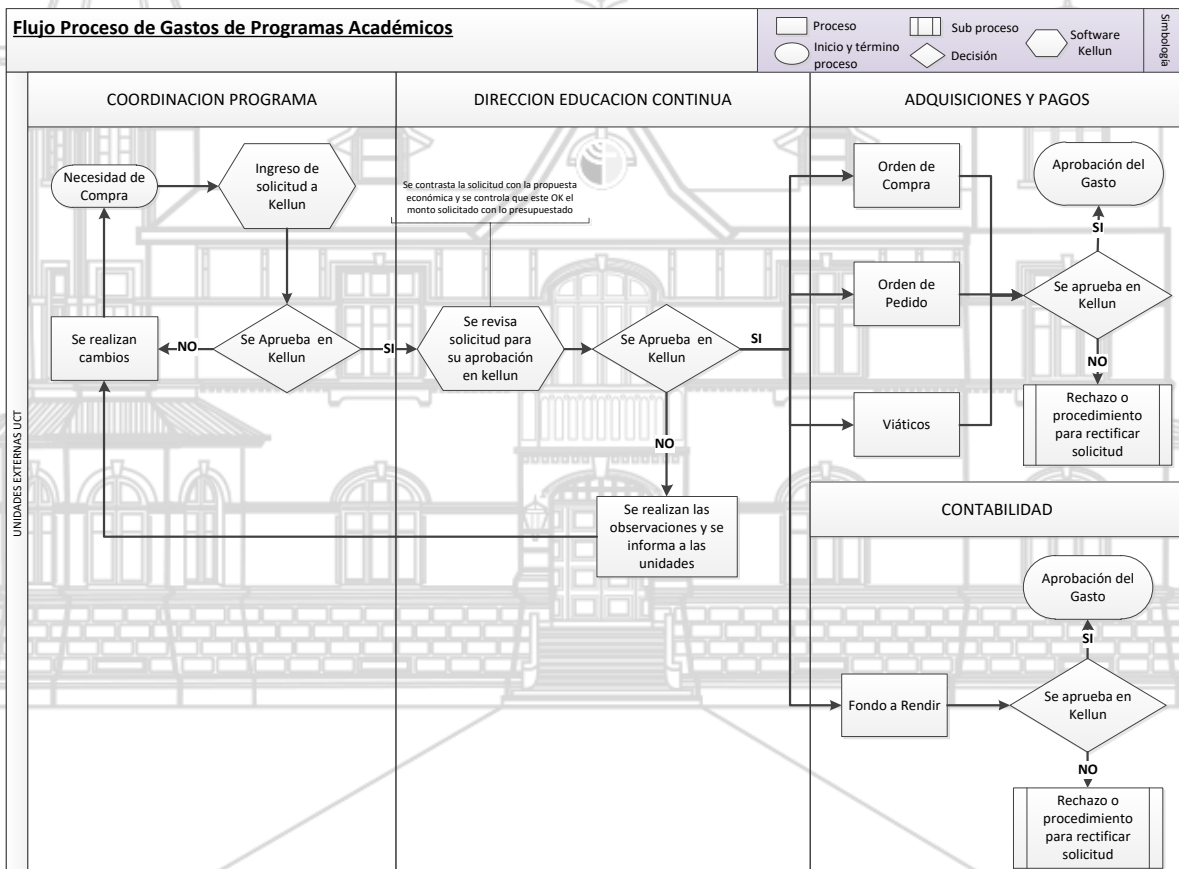 Flujo Proceso de Gastos de Programas Académicos
Proceso
Sub proceso
Software
Kellun
Inicio y término
proceso
Decisión
Simbología
UNIDADES EXTERNAS UCT
COORDINACION PROGRAMA
DIRECCION EDUCACION CONTINUA
ADQUISICIONES Y PAGOS
Necesidad de
Compra
Ingreso de
solicitud a
Kellun
Se realizan
cambios
NO
Se Aprueba en
Kellun
SI
Se contrasta la solicitud con la propuesta
económica y se controla que este OK el
monto solicitado con lo presupuestado
Se revisa
solicitud para
su aprobación
en kellun
Se Aprueba en
Kellun
SI
NO
Se realizan las
observaciones y se
informa a las
unidades
Orden de
Compra
Orden de
Pedido
Viáticos
Aprobación del
Gasto
SI
Se aprueba en
Kellun
NO
Rechazo o
procedimiento
para rectificar
solicitud
CONTABILIDAD
Aprobación del
Gasto
SI
Fondo a Rendir
Se aprueba en
Kellun
NO
Rechazo o
procedimiento
para rectificar
solicitud